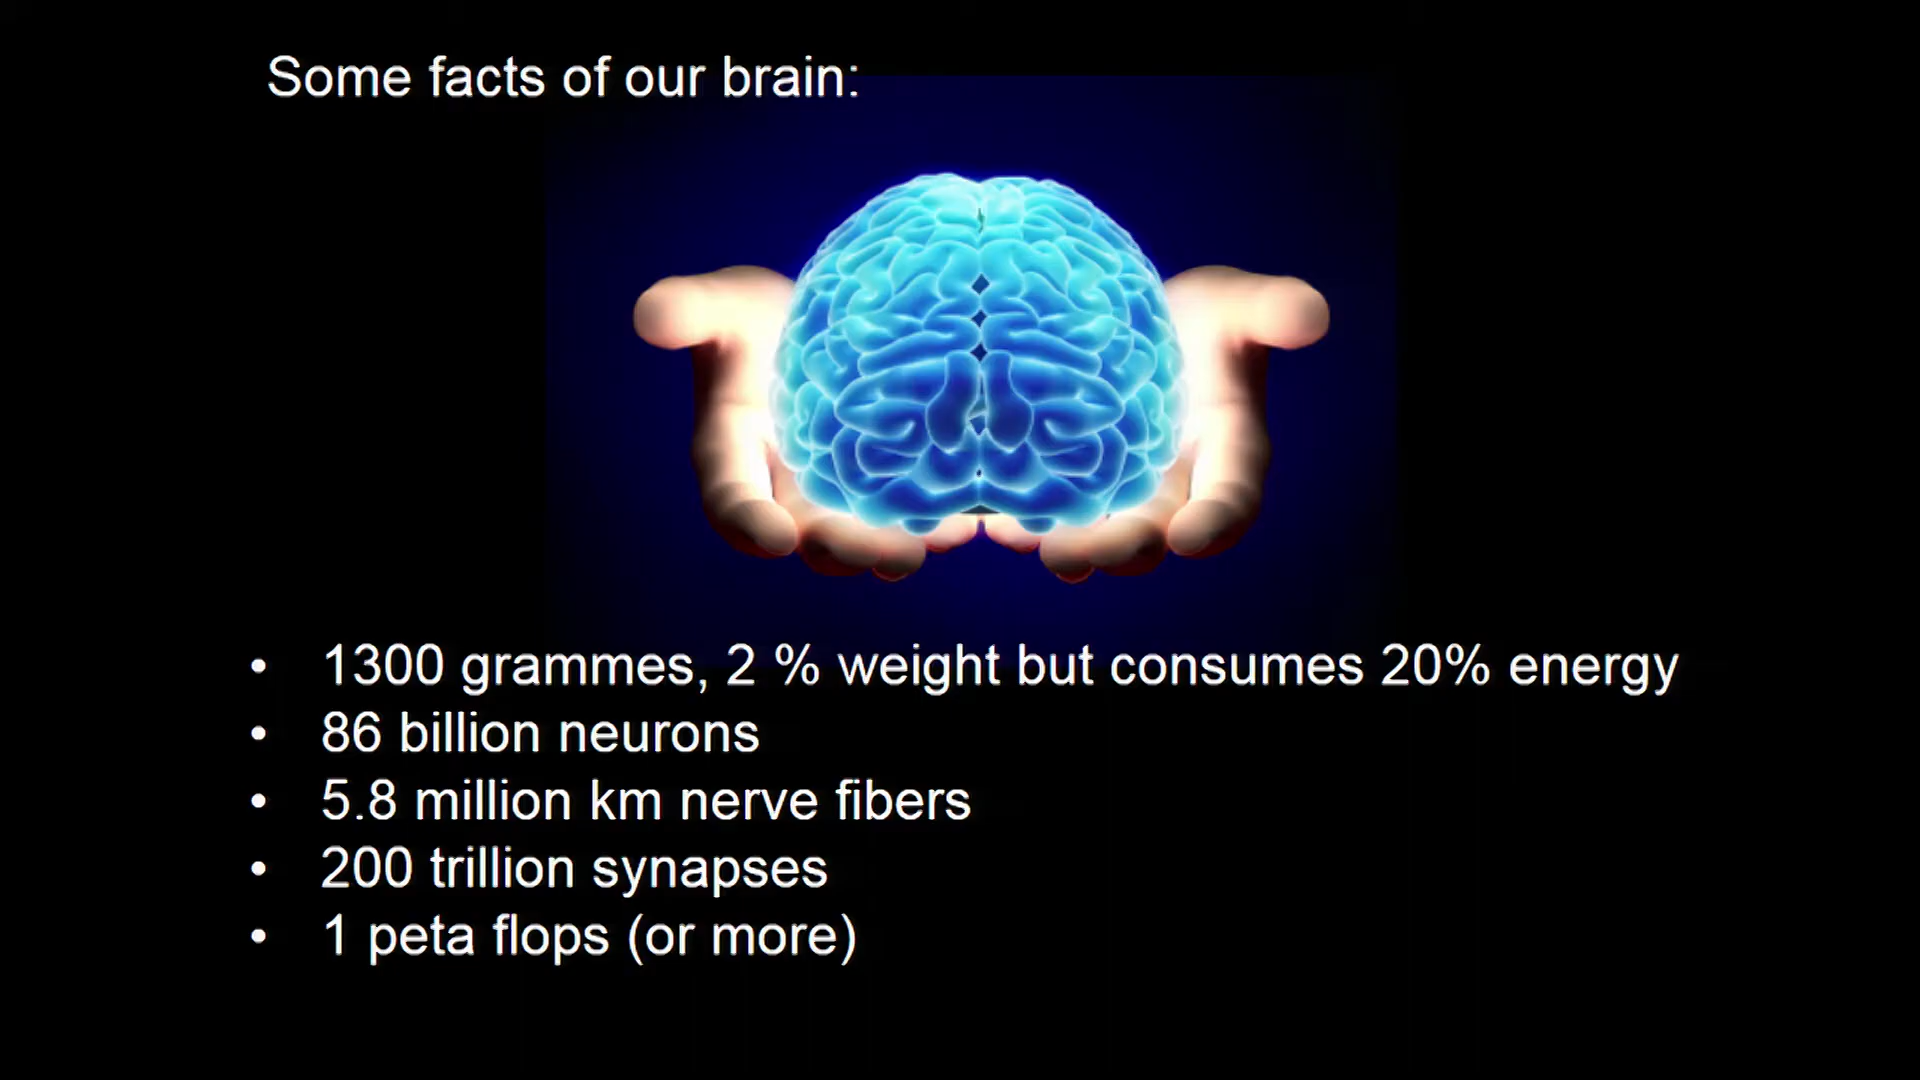 Some facts of our brain:
• 1300 grammes, 2 % weight but consumes 20% energy
• 86 billion neurons
• 5.8 million km nerve fibers
• 200 trillion synapses
• 1 peta flops (or more)